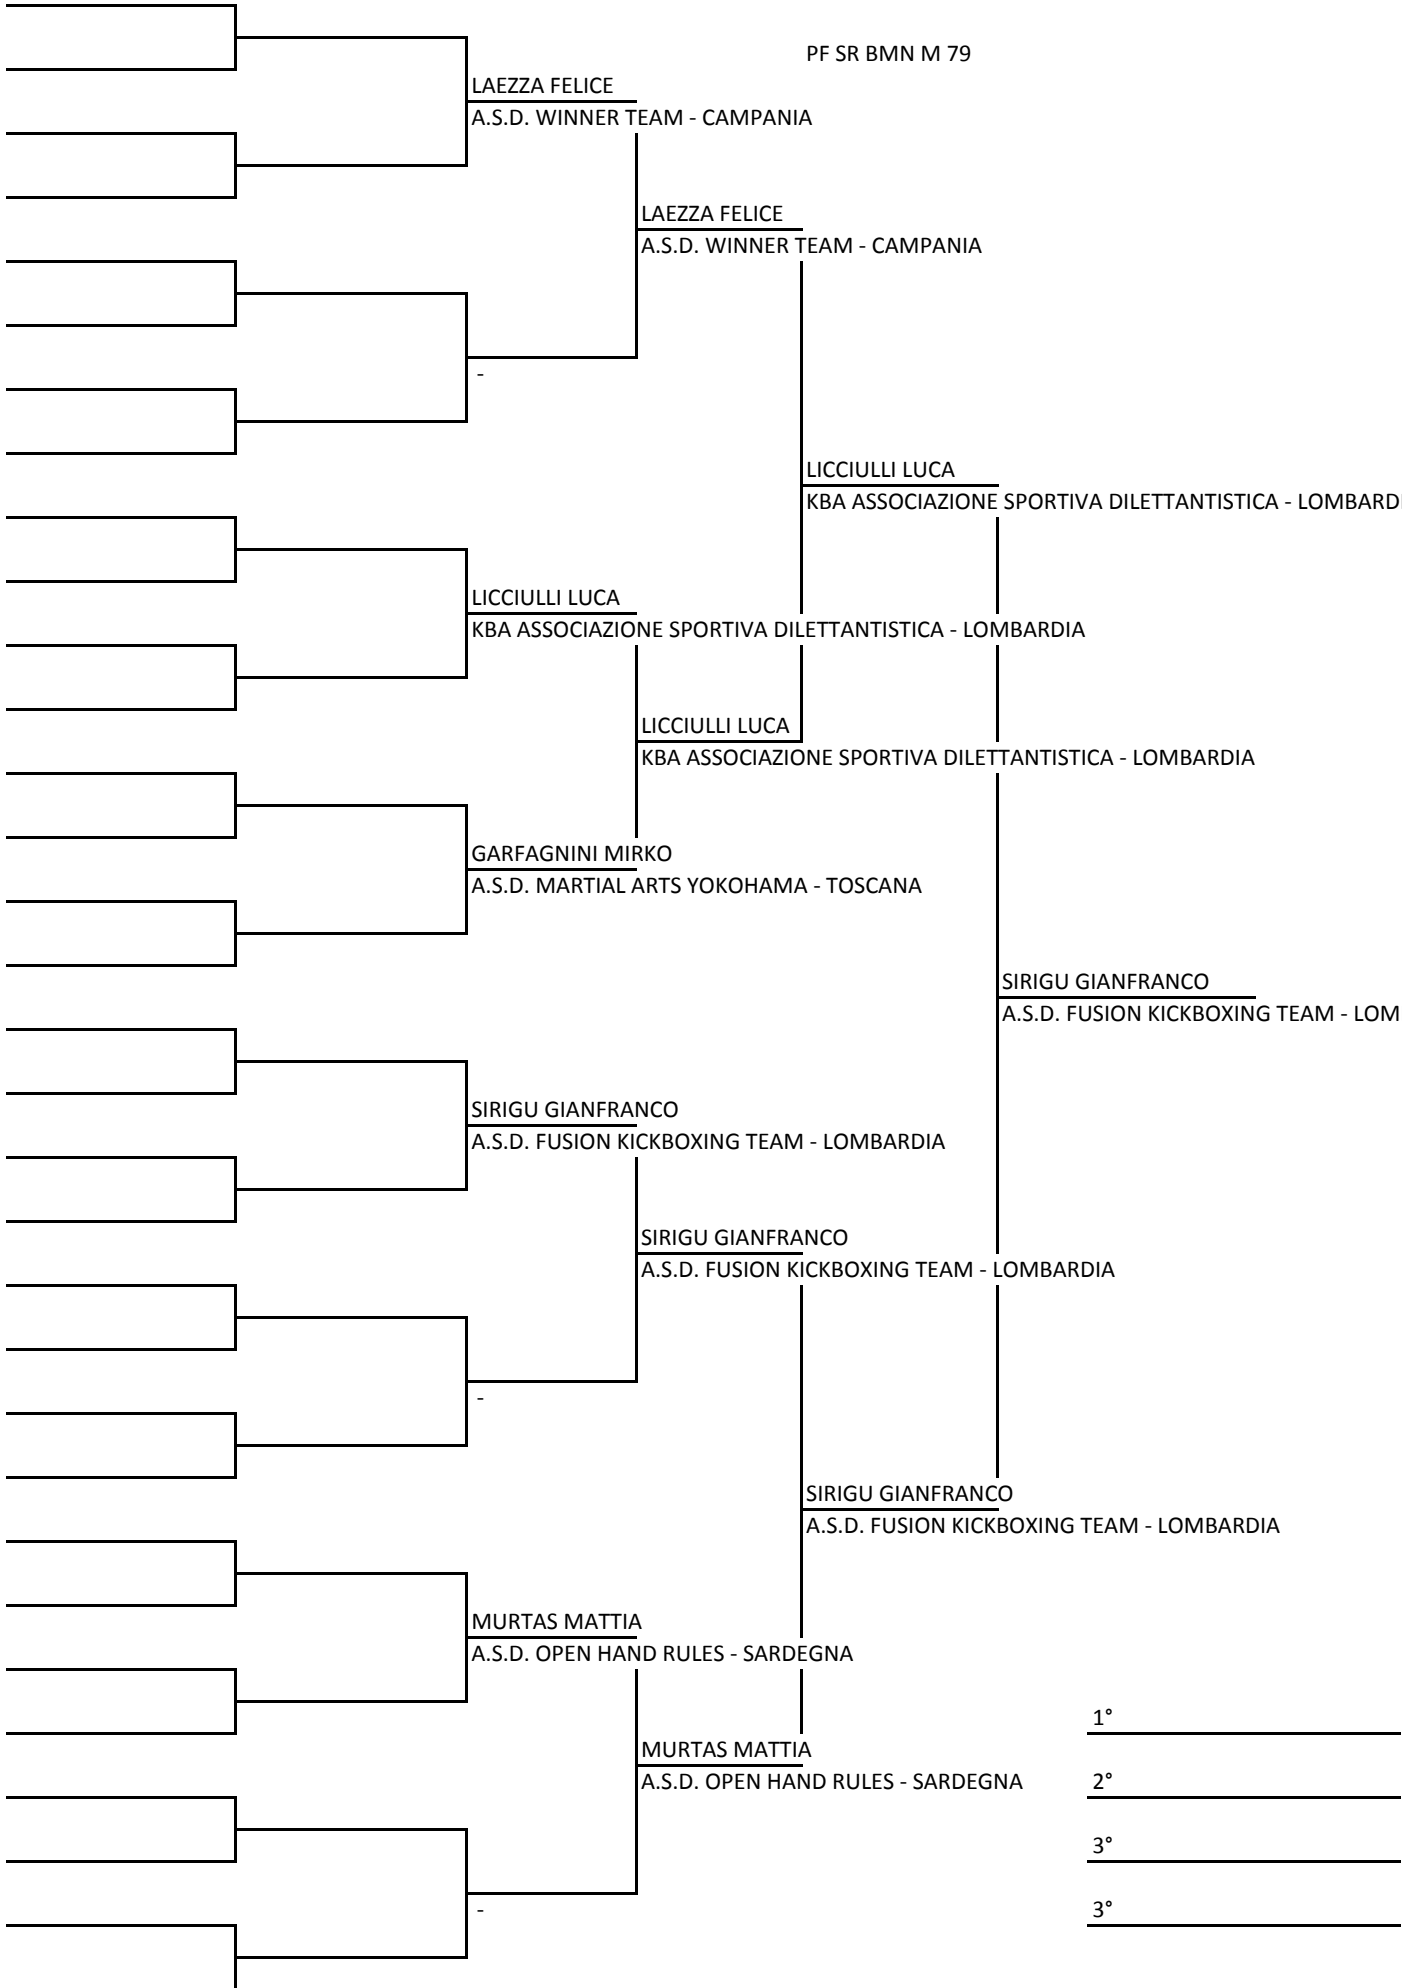 PF SR BMN M 79
LAEZZA FELICE
A.S.D. WINNER TEAM - CAMPANIA
LAEZZA FELICE
A.S.D. WINNER TEAM - CAMPANIA
-
LICCIULLI LUCA
KBA ASSOCIAZIONE SPORTIVA DILETTANTISTICA - LOMBARDI
LICCIULLI LUCA
KBA ASSOCIAZIONE SPORTIVA DILETTANTISTICA - LOMBARDIA
LICCIULLI LUCA
KBA ASSOCIAZIONE SPORTIVA DILETTANTISTICA - LOMBARDIA
GARFAGNINI MIRKO
A.S.D. MARTIAL ARTS YOKOHAMA - TOSCANA
SIRIGU GIANFRANCO
A.S.D. FUSION KICKBOXING TEAM - LOM
SIRIGU GIANFRANCO
A.S.D. FUSION KICKBOXING TEAM - LOMBARDIA
SIRIGU GIANFRANCO
A.S.D. FUSION KICKBOXING TEAM - LOMBARDIA
-
SIRIGU GIANFRANCO
A.S.D. FUSION KICKBOXING TEAM - LOMBARDIA
MURTAS MATTIA
A.S.D. OPEN HAND RULES - SARDEGNA
1°
MURTAS MATTIA
A.S.D. OPEN HAND RULES - SARDEGNA
2°
3°
-
3°